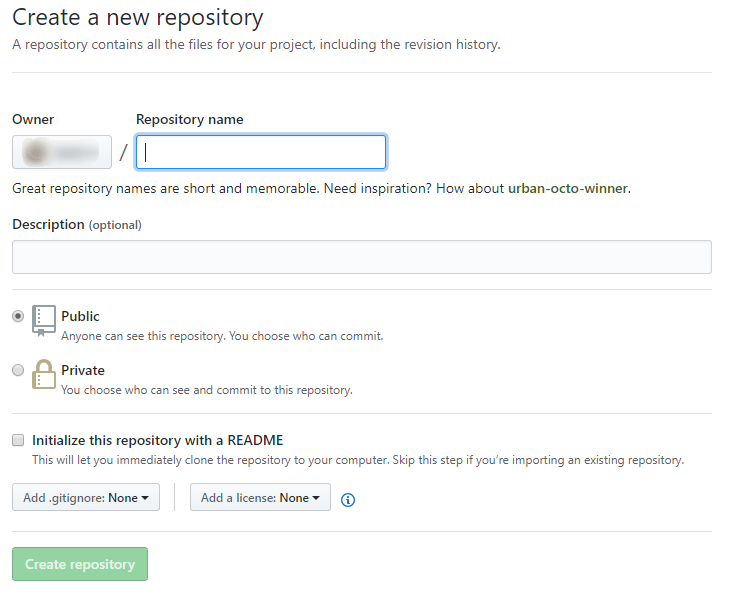 Create a new repository
A repository contains all the files for your project, including the revision history.
Owner Repository name
/
Great repository names are short and memorable. Need inspiration? How about urban-octo-winner.
Description (optional)
Public
Anyone can see this repository. You choose who can commit.
Private
You choose who can see and commit to this repository.
Initialize this repository with a README
This will let you immediately clone the repository to your computer. Skip this step if you’re importing an existing repository.
Add .gitignore: None Add a license: None
Create repository